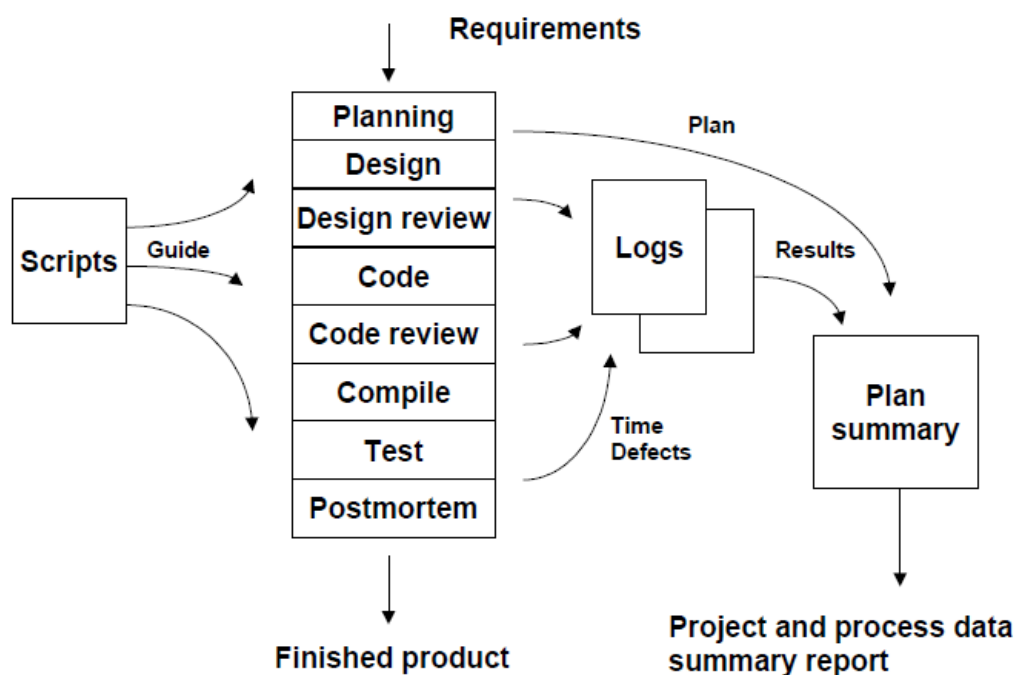 Requirements
Planning
Design
Design review
Code
Code review
Compile
Test
Postmortem
Finished product
Scripts
Guide
Logs
Time
Defects
Plan
Results
Plan
summary
Project and process data
summary report